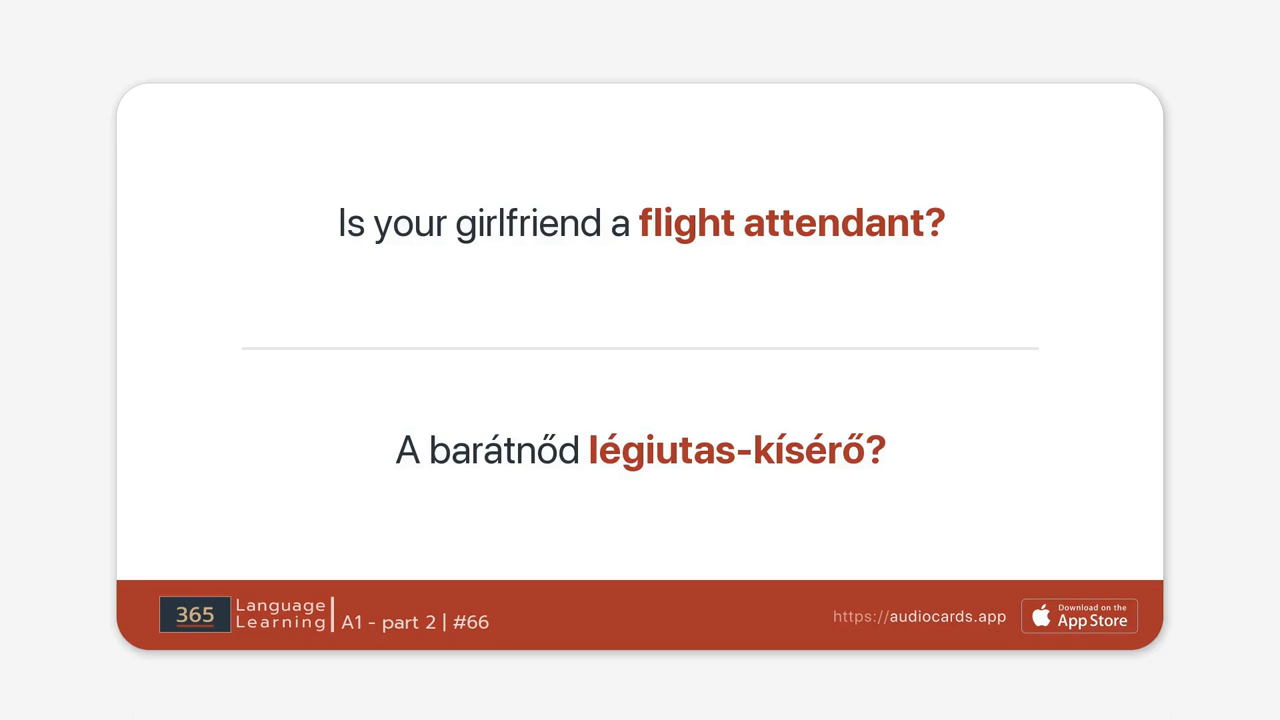 Is your girlfriend a flight attendant?
A barátnőd légiutas-kísérő?
365 Language Learning
A1 - part 2 | #66
https://audiocards.app
Download on the App Store